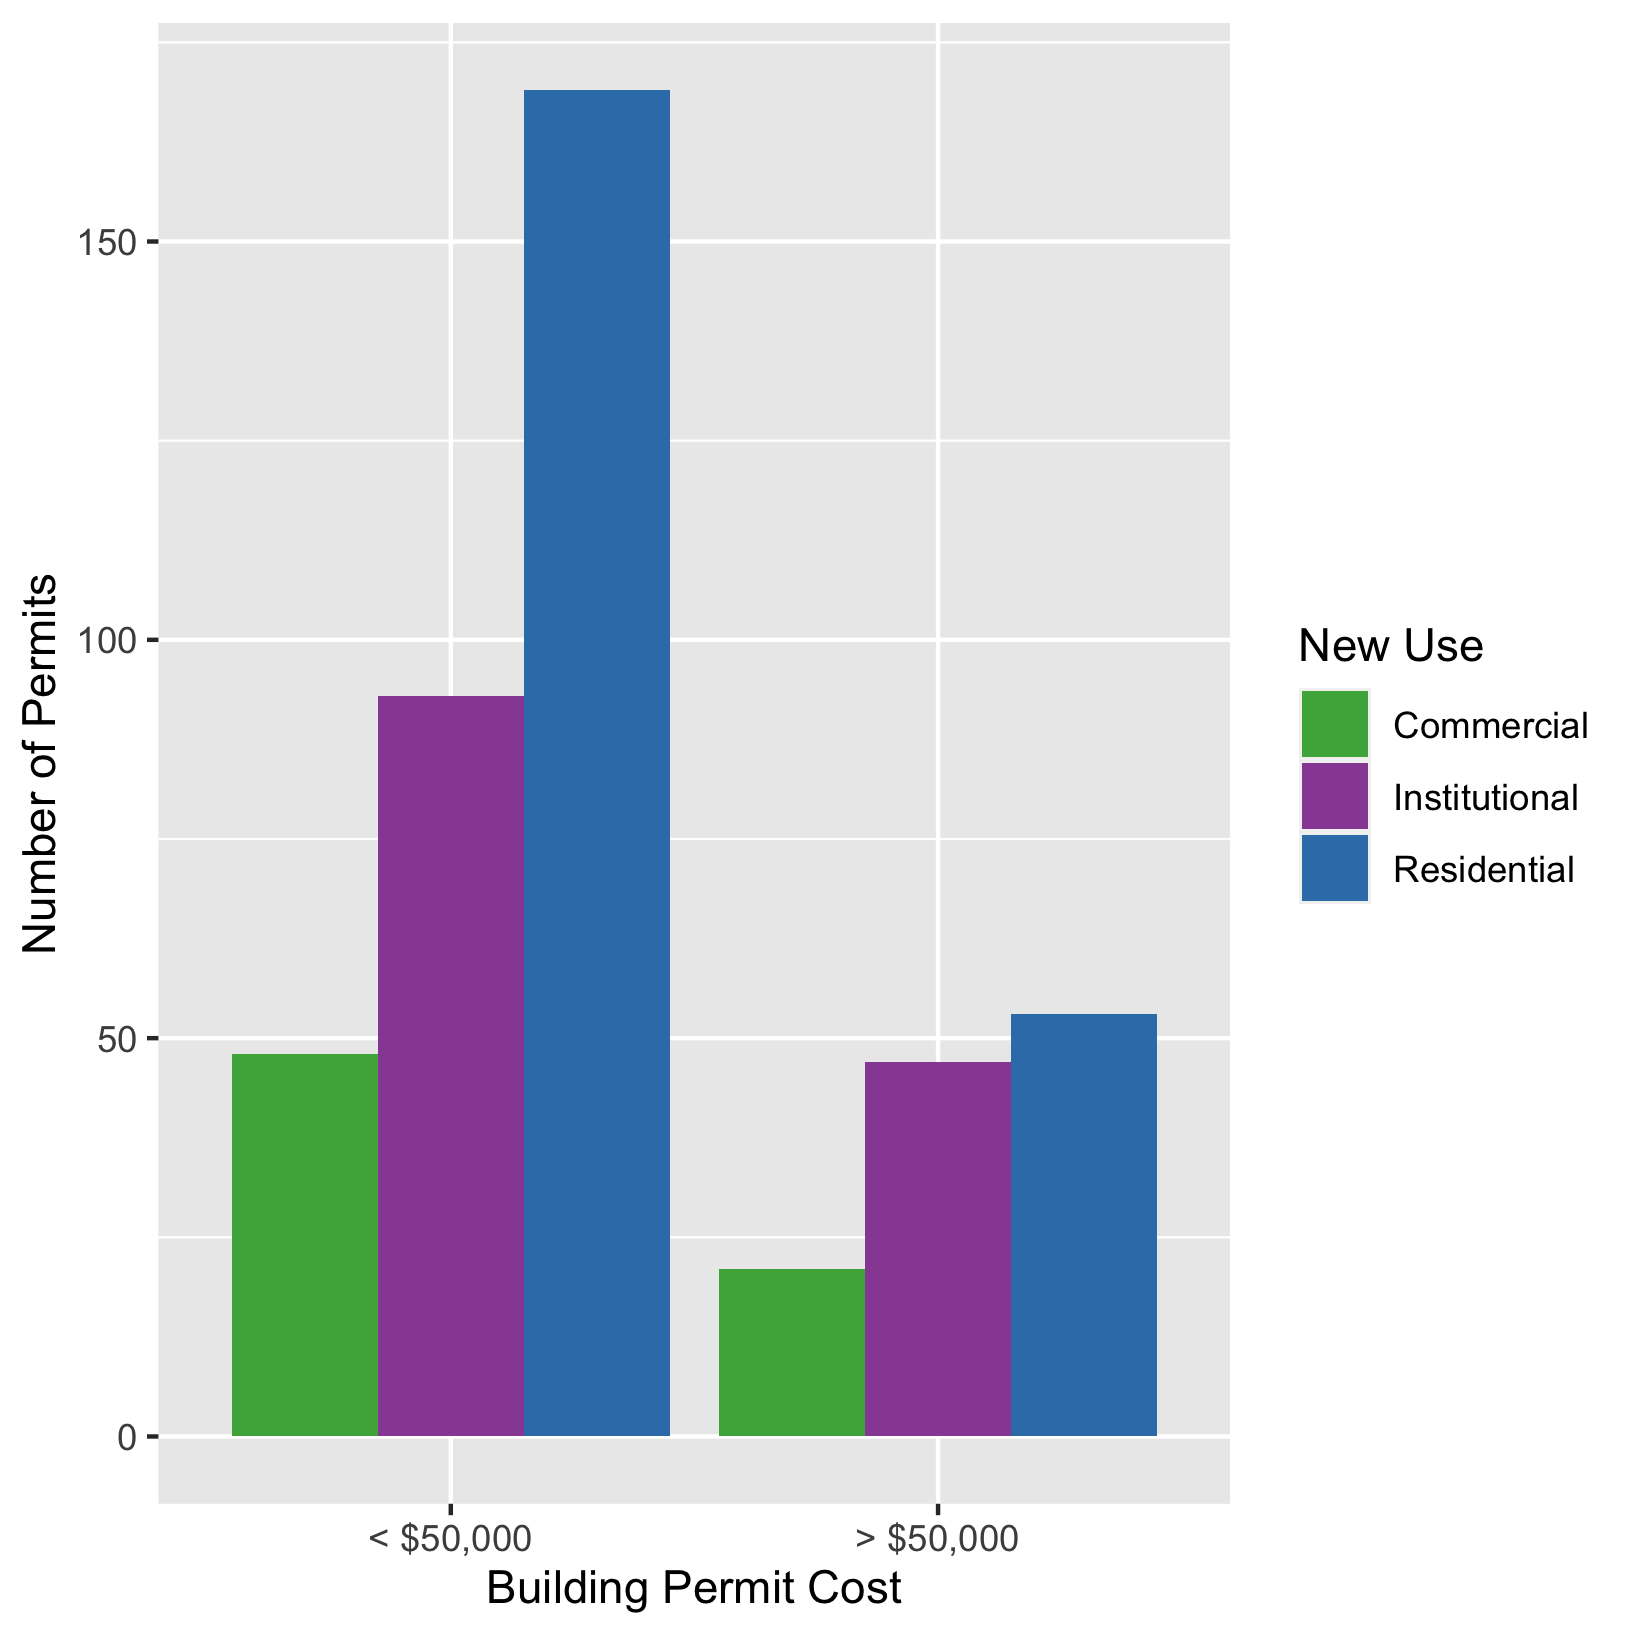 150
100
50
0
Number of Permits
< $50,000
> $50,000
Building Permit Cost
New Use
Commercial
Institutional
Residential